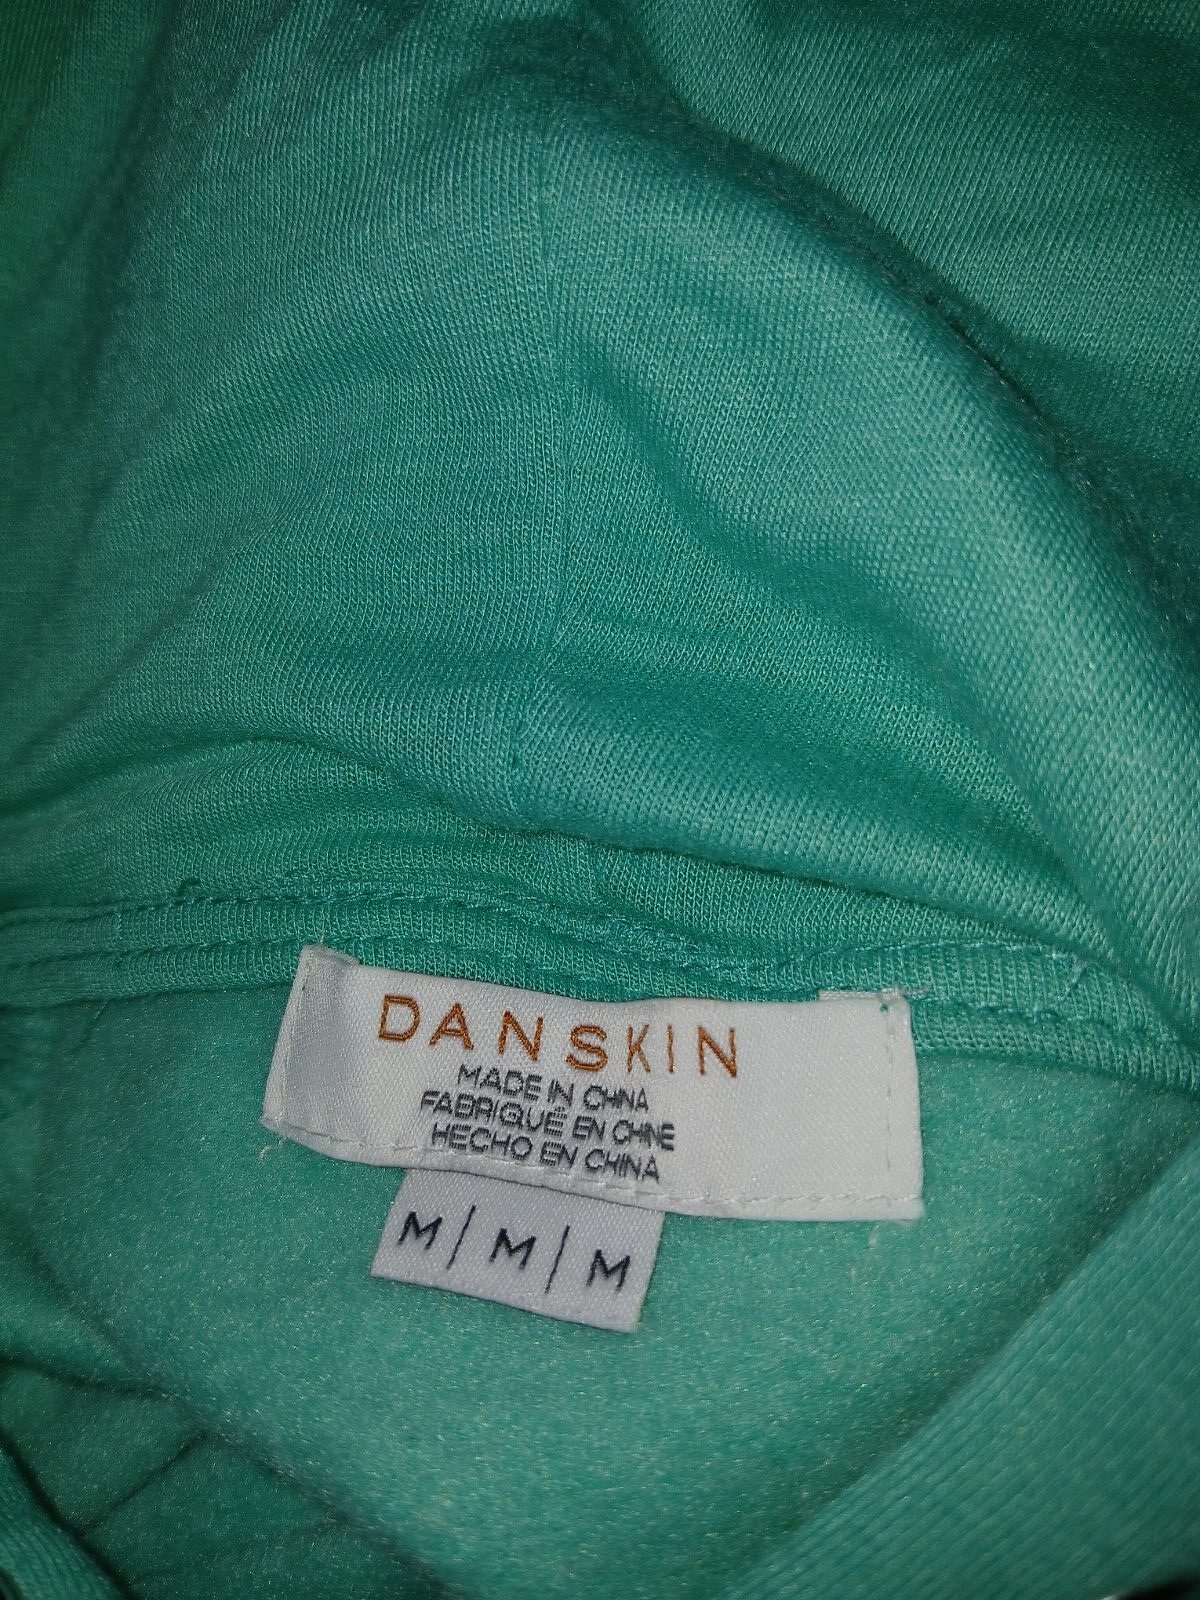 DANSKIN
MADE IN CHINA
FABRIQUÉ EN CHINE
HECHO EN CHINA
M/M/M